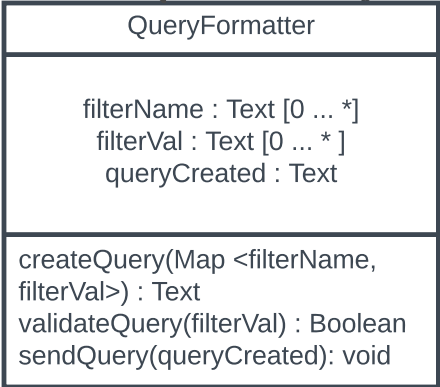 QueryFormatter
filterName : Text [0 ... *]
filterVal : Text [0 ... * ]
queryCreated : Text
createQuery(Map <filterName,
filterVal>) : Text
validateQuery(filterVal) : Boolean
sendQuery(queryCreated): void